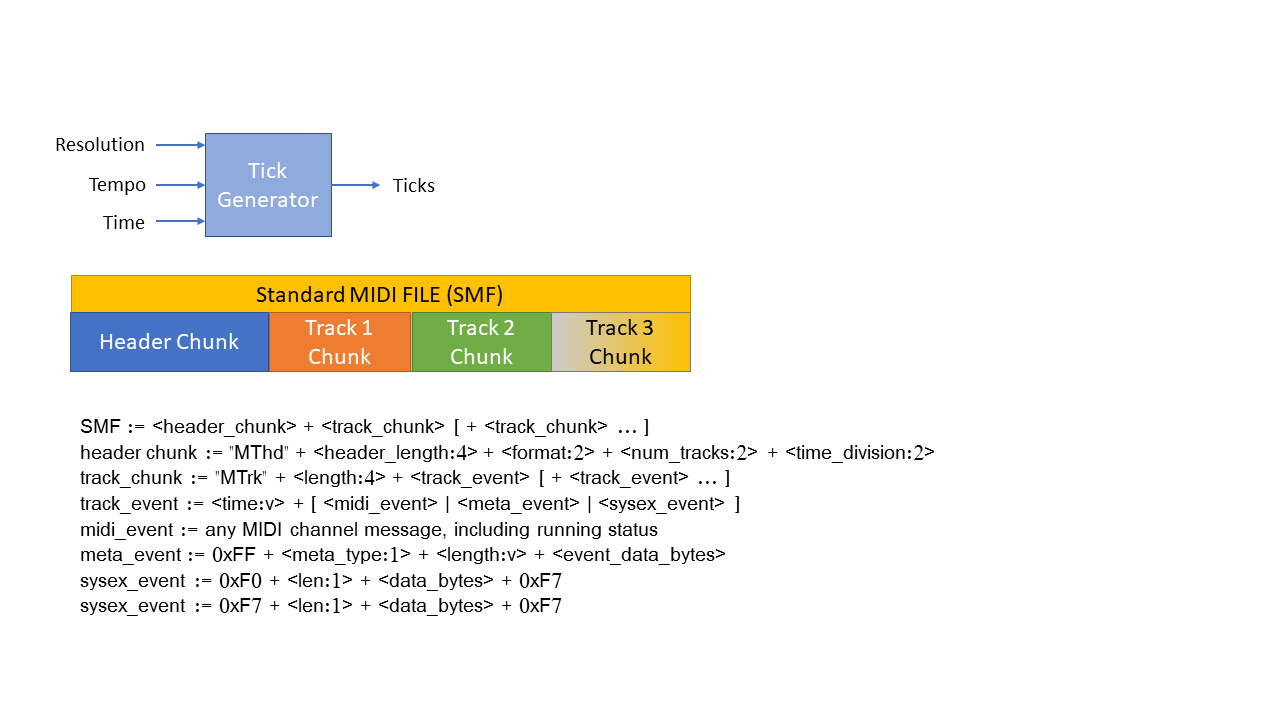 Resolution
Tempo
Time
Tick
Generator
Ticks
Standard MIDI FILE (SMF)
Header Chunk
Track 1
Chunk
Track 2
Chunk
Track 3
Chunk
SMF := <header_chunk> + <track_chunk> [ + <track_chunk> … ]
header chunk := "MThd" + <header_length:4> + <format:2> + <num_tracks:2> + <time_division:2>
track_chunk := "MTrk" + <length:4> + <track_event> [ + <track_event> … ]
track_event := <time:v> + [ <midi_event> | <meta_event> | <sysex_event> ]
midi_event := any MIDI channel message, including running status
meta_event := 0xFF + <meta_type:1> + <length:v> + <event_data_bytes>
sysex_event := 0xF0 + <len:1> + <data_bytes> + 0xF7
sysex_event := 0xF7 + <len:1> + <data_bytes> + 0xF7